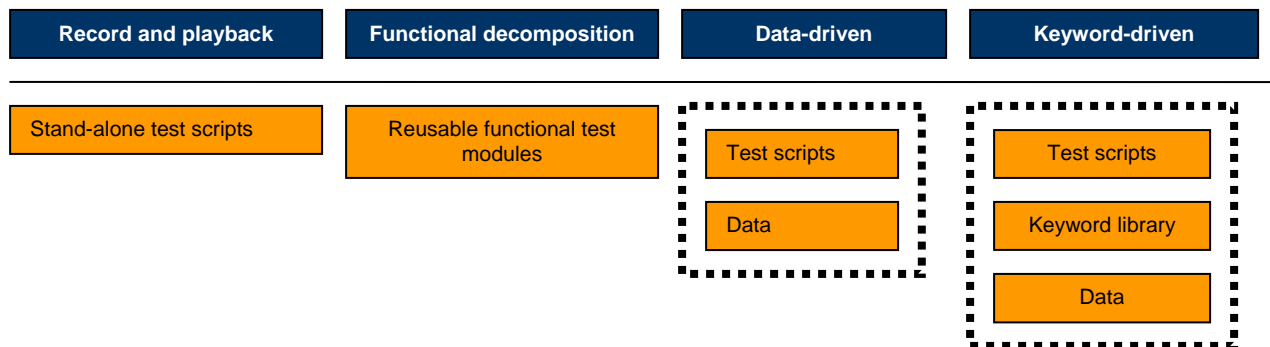 Record and playback
Functional decomposition
Data-driven
Keyword-driven
Stand-alone test scripts
Reusable functional test
modules
Test scripts
Data
Test scripts
Keyword library
Data